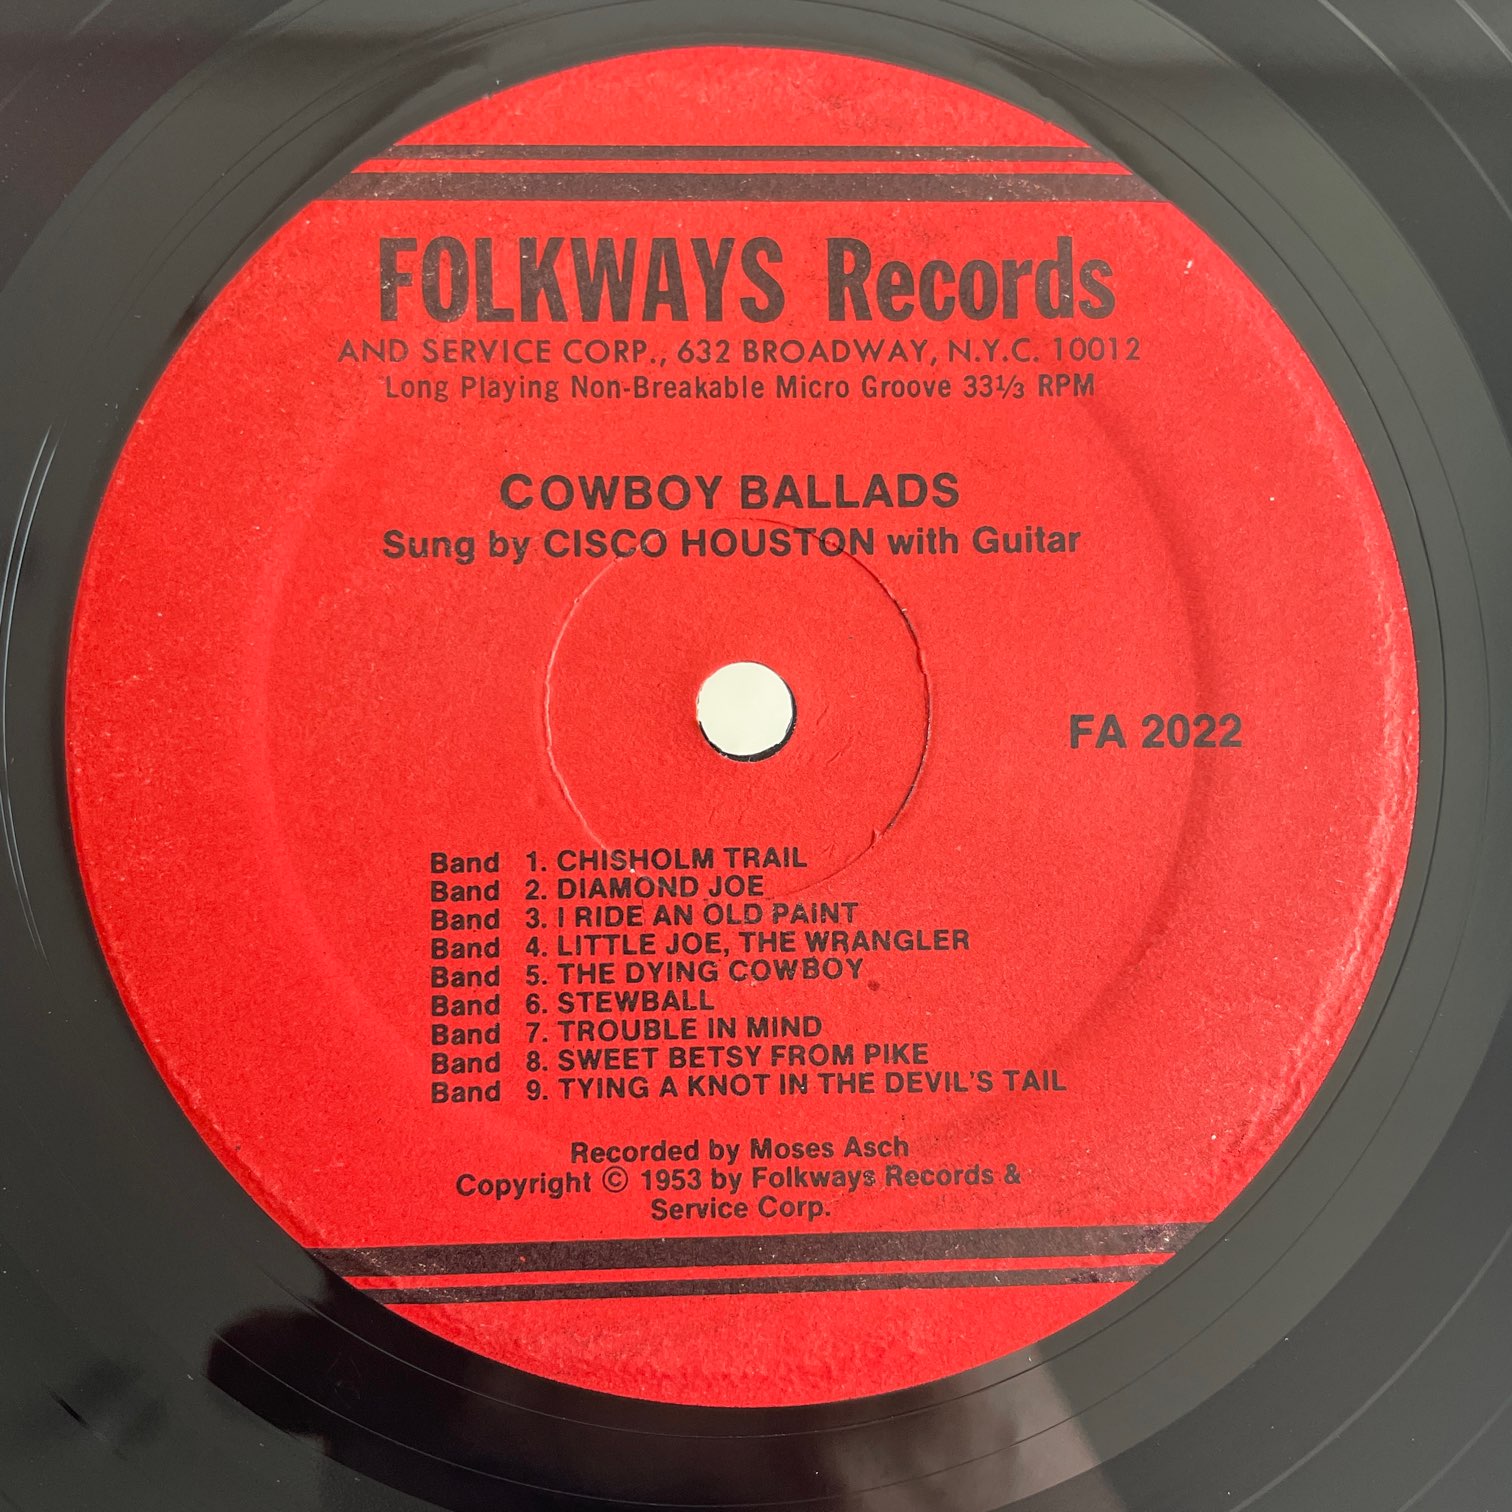 FOLKWAYS Records
AND SERVICE CORP., 632 BROADWAY, N.Y.C. 10012
Long Playing Non-Breakable Micro Groove 33⅓ RPM
COWBOY BALLADS
Sung by CISCO HOUSTON with Guitar
FA 2022
Band 1. CHISHOLM TRAIL
Band 2. DIAMOND JOE
Band 3. I RIDE AN OLD PAINT
Band 4. LITTLE JOE, THE WRANGLER
Band 5. THE DYING COWBOY
Band 6. STEWBALL
Band 7. TROUBLE IN MIND
Band 8. SWEET BETSY FROM PIKE
Band 9. TYING A KNOT IN THE DEVIL'S TAIL
Recorded by Moses Asch
Copyright © 1953 by Folkways Records &
Service Corp.